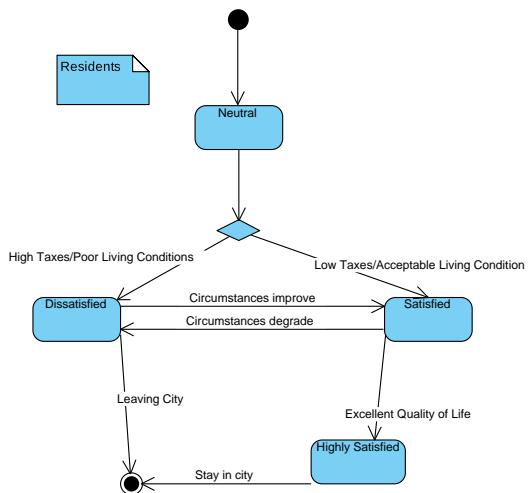 Residents
Neutral
High Taxes/Poor Living Conditions
Low Taxes/Acceptable Living Condition
Dissatisfied
Circumstances improve
Satisfied
Circumstances degrade
Leaving City
Excellent Quality of Life
Highly Satisfied
Stay in city